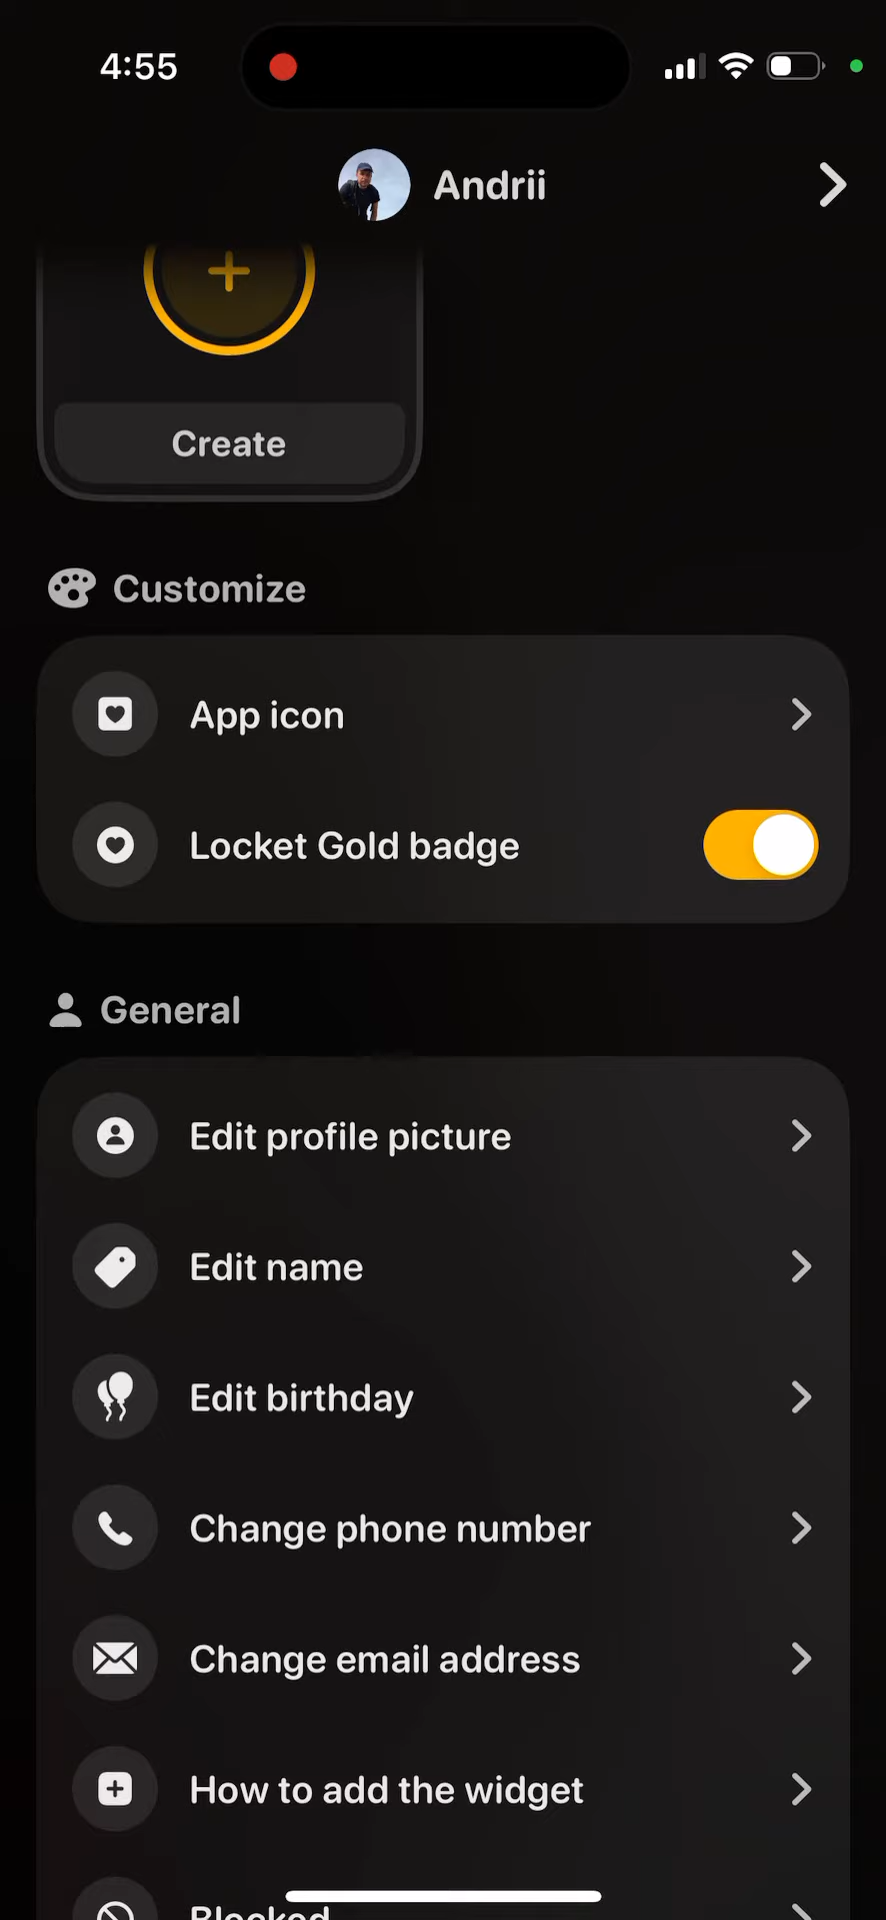 4:55
Andrii
Create
Customize
App icon
Locket Gold badge
General
Edit profile picture
Edit name
Edit birthday
Change phone number
Change email address
How to add the widget
Blocked